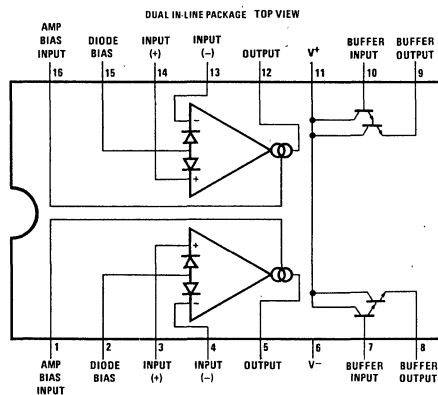 DUAL IN-LINE PACKAGE TOP VIEW
AMP BIAS INPUT
DIODE BIAS
INPUT (+)
INPUT (–)
OUTPUT
V+
BUFFER INPUT
BUFFER OUTPUT
16 15 14 13 12 11 10 9
–
+
+
–
1 2 3 4 5 6 7 8
AMP BIAS INPUT
DIODE BIAS
INPUT (+)
INPUT (–)
OUTPUT
V–
BUFFER INPUT
BUFFER OUTPUT